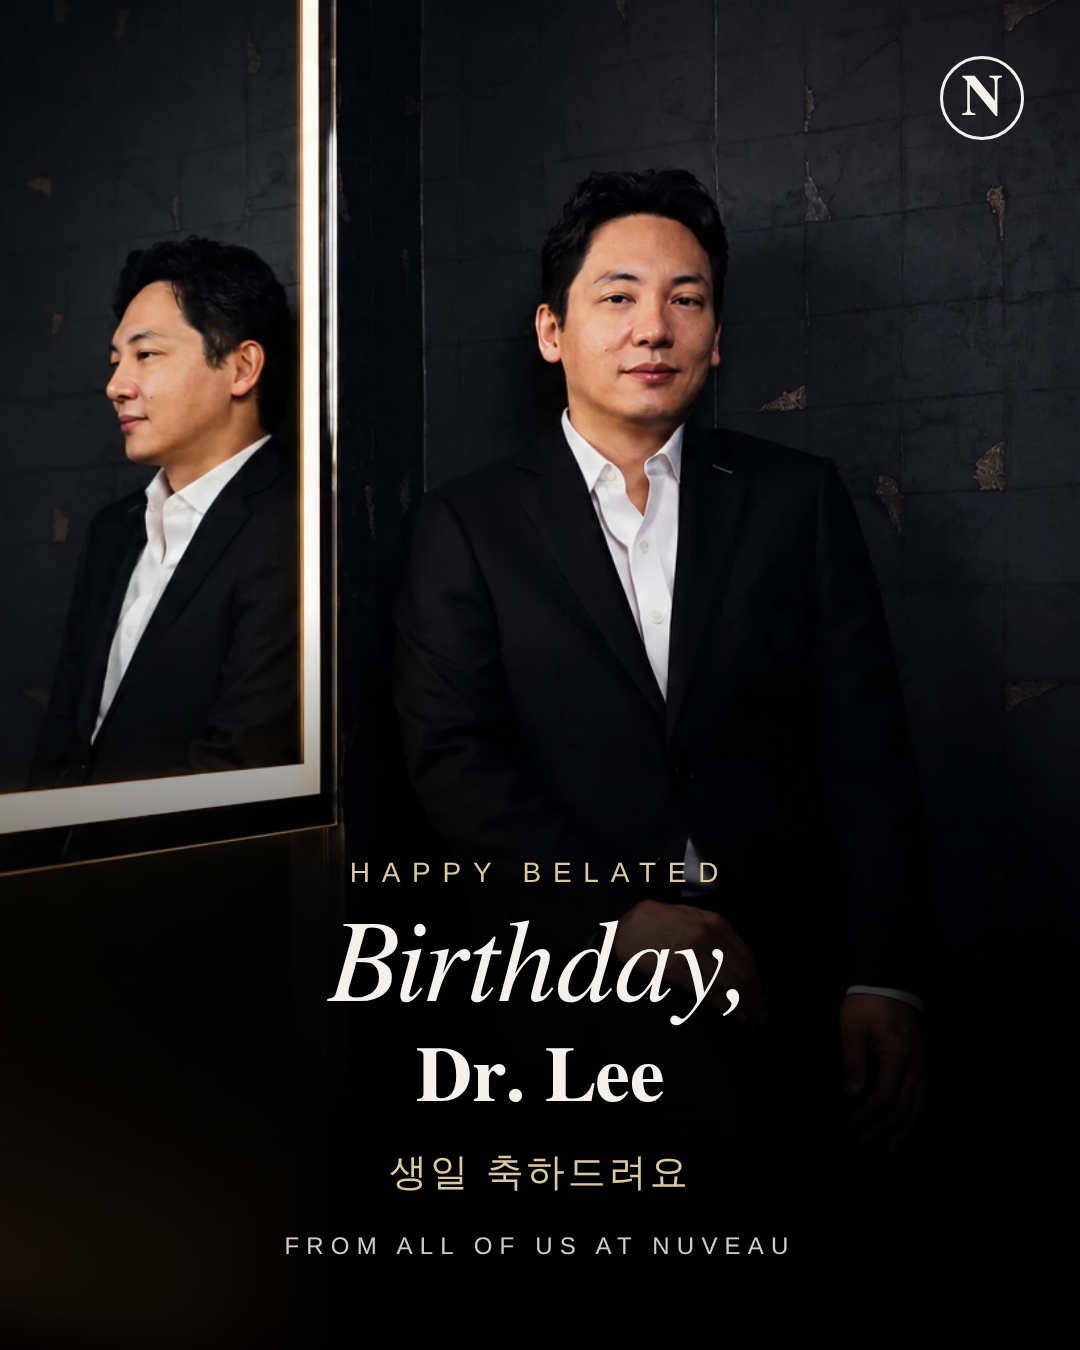 N
HAPPY BELATED
Birthday,
Dr. Lee
생일 축하드려요
FROM ALL OF US AT NUVEAU